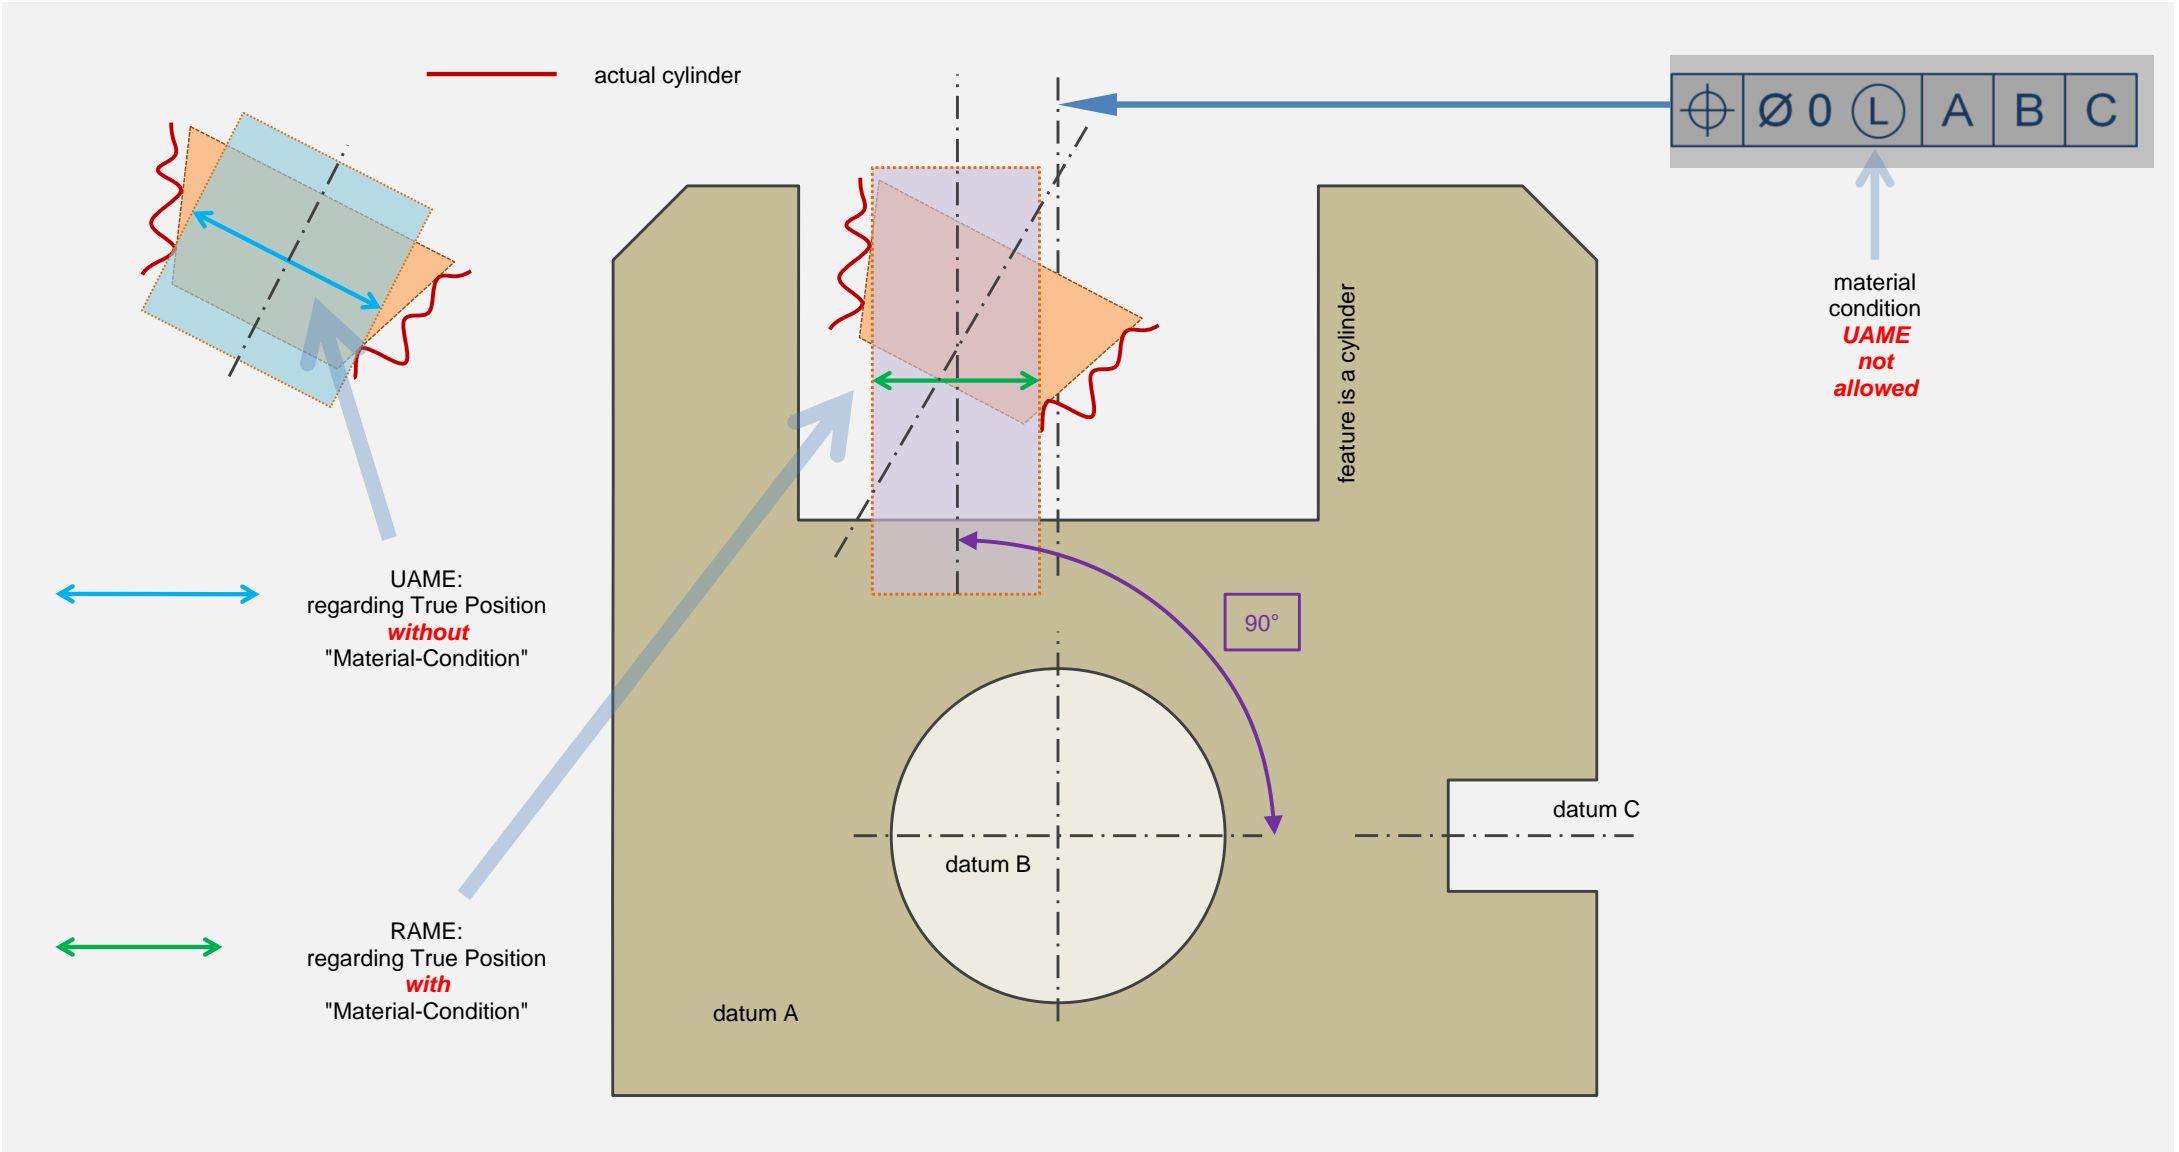 actual cylinder
⌖ Ø 0 Ⓛ A B C
material
condition
UAME
not
allowed
feature is a cylinder
UAME:
regarding True Position
without
"Material-Condition"
90°
datum C
datum B
RAME:
regarding True Position
with
"Material-Condition"
datum A